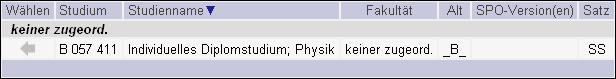 Wählen Studium Studienname▼ Fakultät Alt SPO-Version(en) Satz
keiner zugeord.
B 057 411 Individuelles Diplomstudium; Physik keiner zugeord. _B_ SS